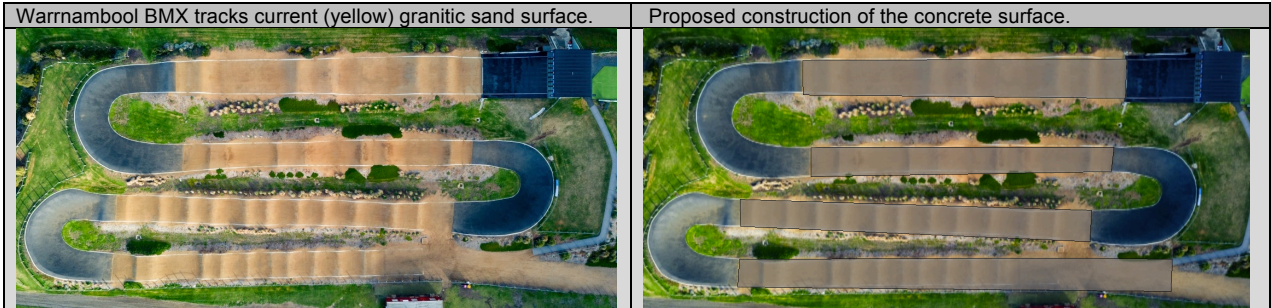 Warrnambool BMX tracks current (yellow) granitic sand surface.
Proposed construction of the concrete surface.